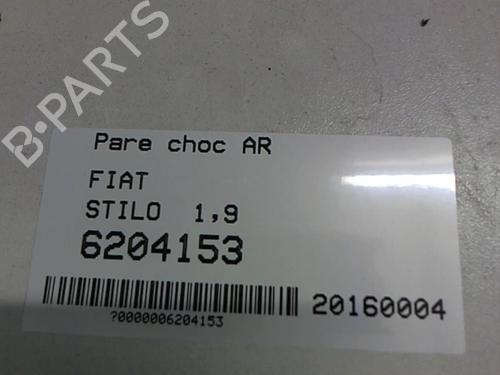 B-PARTS
Pare choc AR
FIAT
STILO 1,9
6204153
20160004
?0000006204153